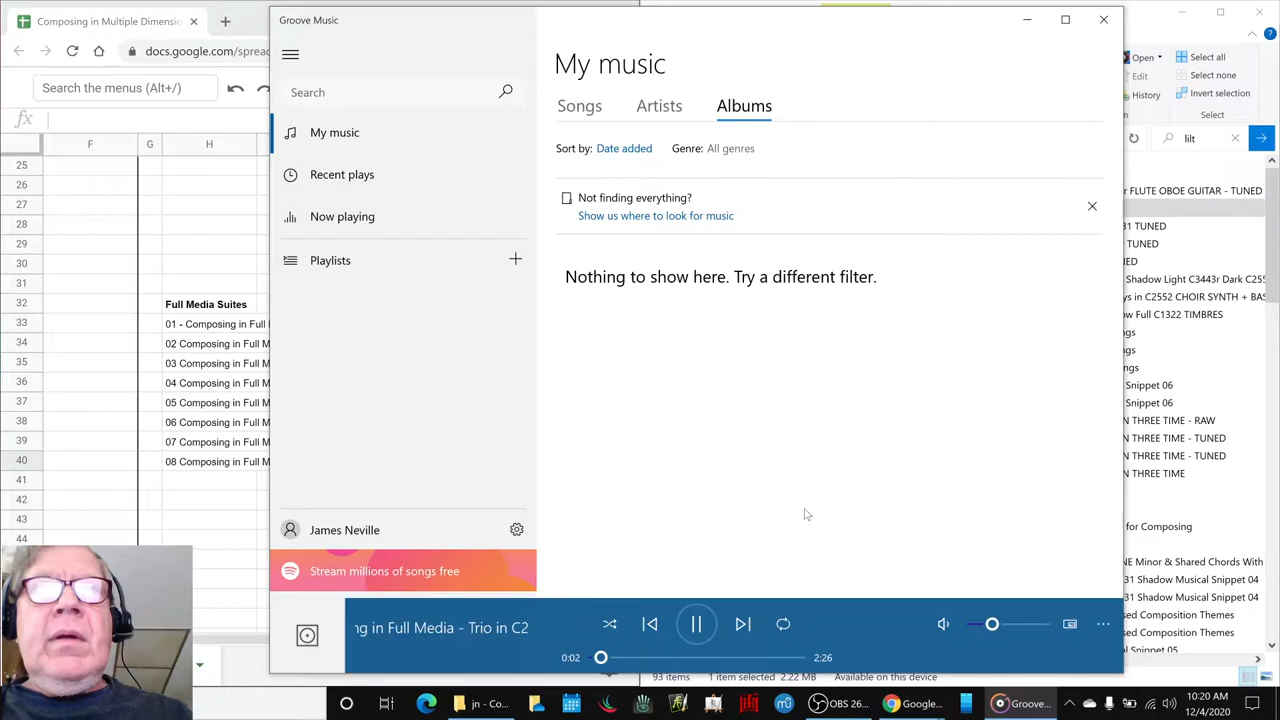 Composing in Multiple Dimensio
docs.google.com/spread
Search the menus (Alt+/)
fx
F
G
H
25
26
27
28
29
30
31
32
33
34
35
36
37
38
39
40
41
42
43
44
Full Media Suites
01 - Composing in Full
02 Composing in Full M
03 Composing in Full M
04 Composing in Full M
05 Composing in Full M
06 Composing in Full M
07 Composing in Full M
08 Composing in Full M
Groove Music
Search
My music
Recent plays
Now playing
Playlists
James Neville
Stream millions of songs free
My music
Songs
Artists
Albums
Sort by: Date added
Genre: All genres
Not finding everything?
Show us where to look for music
Nothing to show here. Try a different filter.
ng in Full Media - Trio in C2
0:02
2:26
Open
Edit
History
Select all
Select none
Invert selection
Select
lilt
r FLUTE OBOE GUITAR - TUNED
31 TUNED
r TUNED
NED
Shadow Light C3443r Dark C255
ys in C2552 CHOIR SYNTH + BAS
ow Full C1322 TIMBRES
ngs
ngs
ngs
Snippet 06
Snippet 06
N THREE TIME - RAW
N THREE TIME - TUNED
N THREE TIME - TUNED
N THREE TIME
for Composing
NE Minor & Shared Chords With
31 Shadow Musical Snippet 04
31 Shadow Musical Snippet 04
sed Composition Themes
sed Composition Themes
Musical Snippet 05
93 items
1 item selected 2.22 MB
Available on this device
jn - Co...
OBS 26...
Google...
Groove...
10:20 AM
12/4/2020